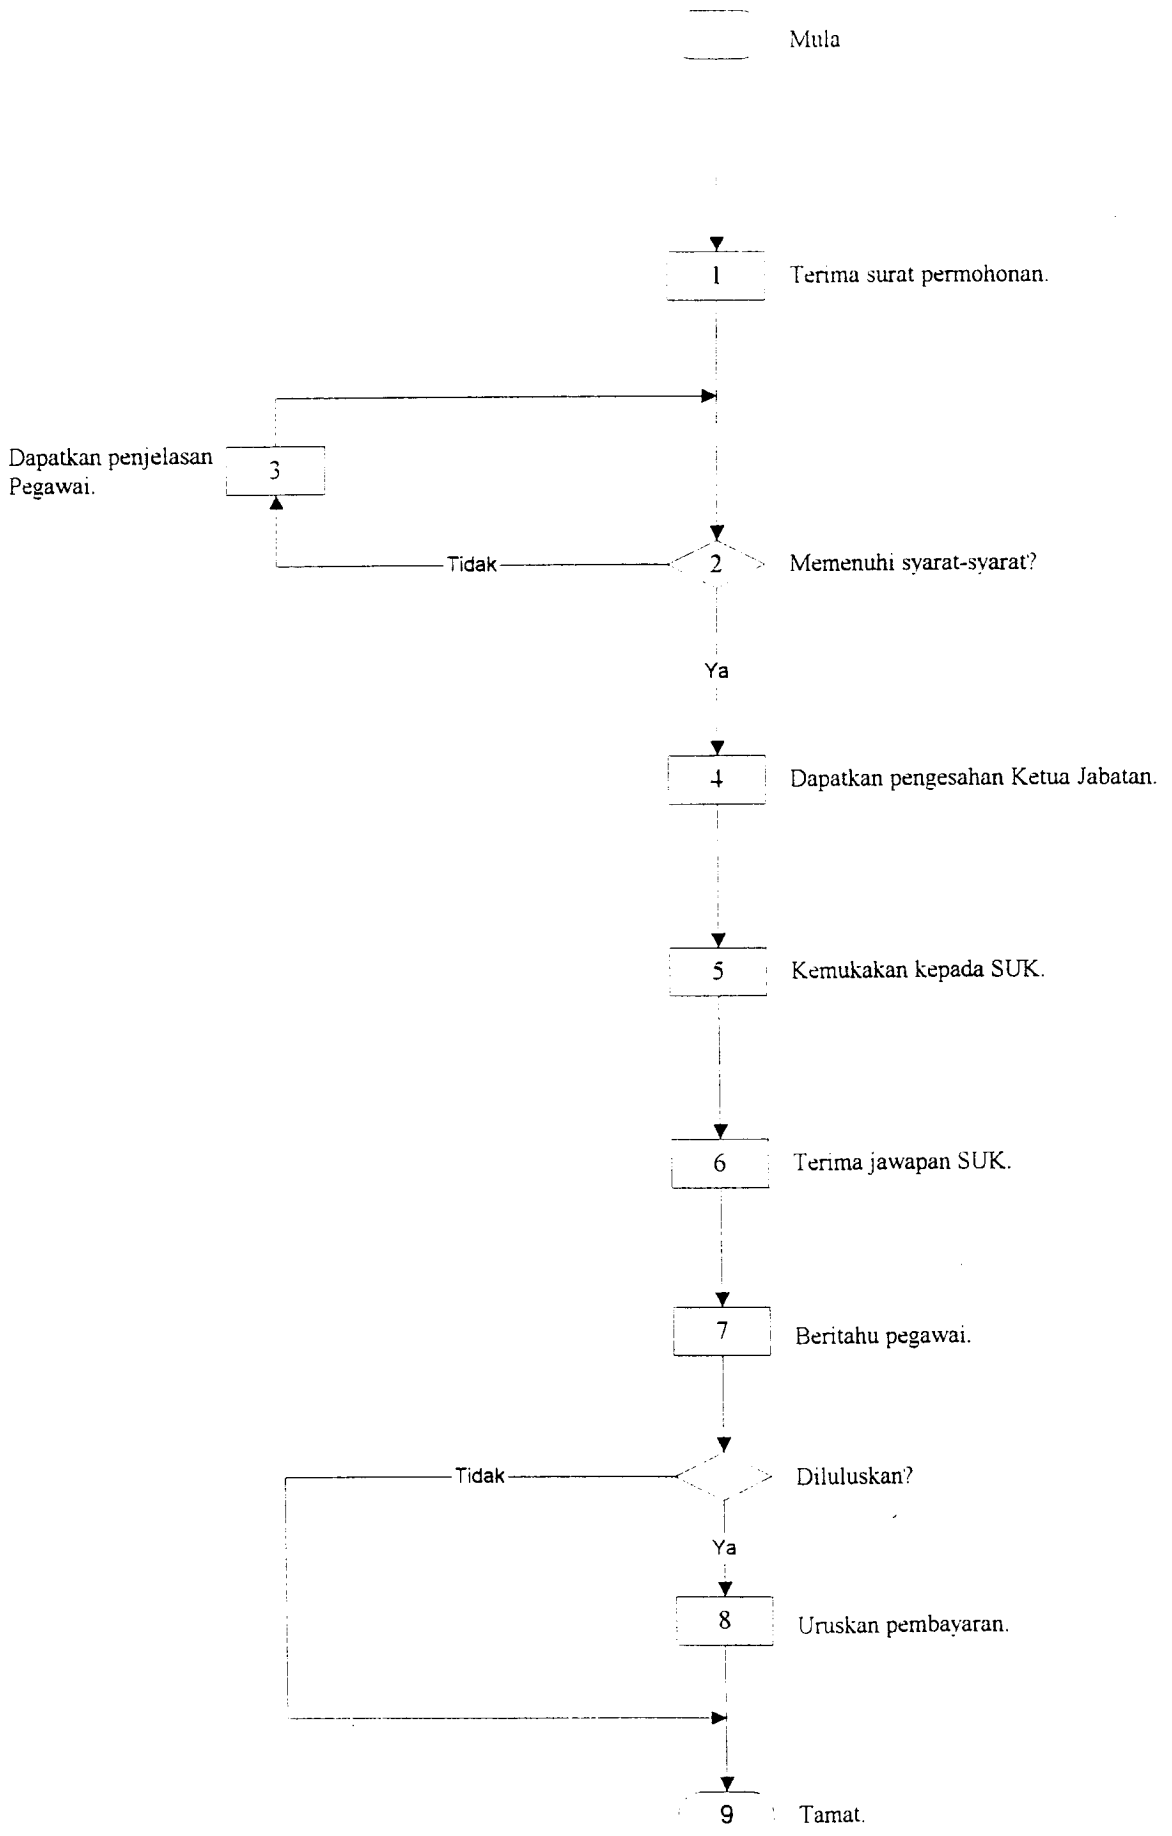 Mula
1
Terima surat permohonan.
Dapatkan penjelasan
Pegawai.
3
Tidak
2
Memenuhi syarat-syarat?
Ya
4
Dapatkan pengesahan Ketua Jabatan.
5
Kemukakan kepada SUK.
6
Terima jawapan SUK.
7
Beritahu pegawai.
Tidak
Diluluskan?
Ya
8
Uruskan pembayaran.
9
Tamat.